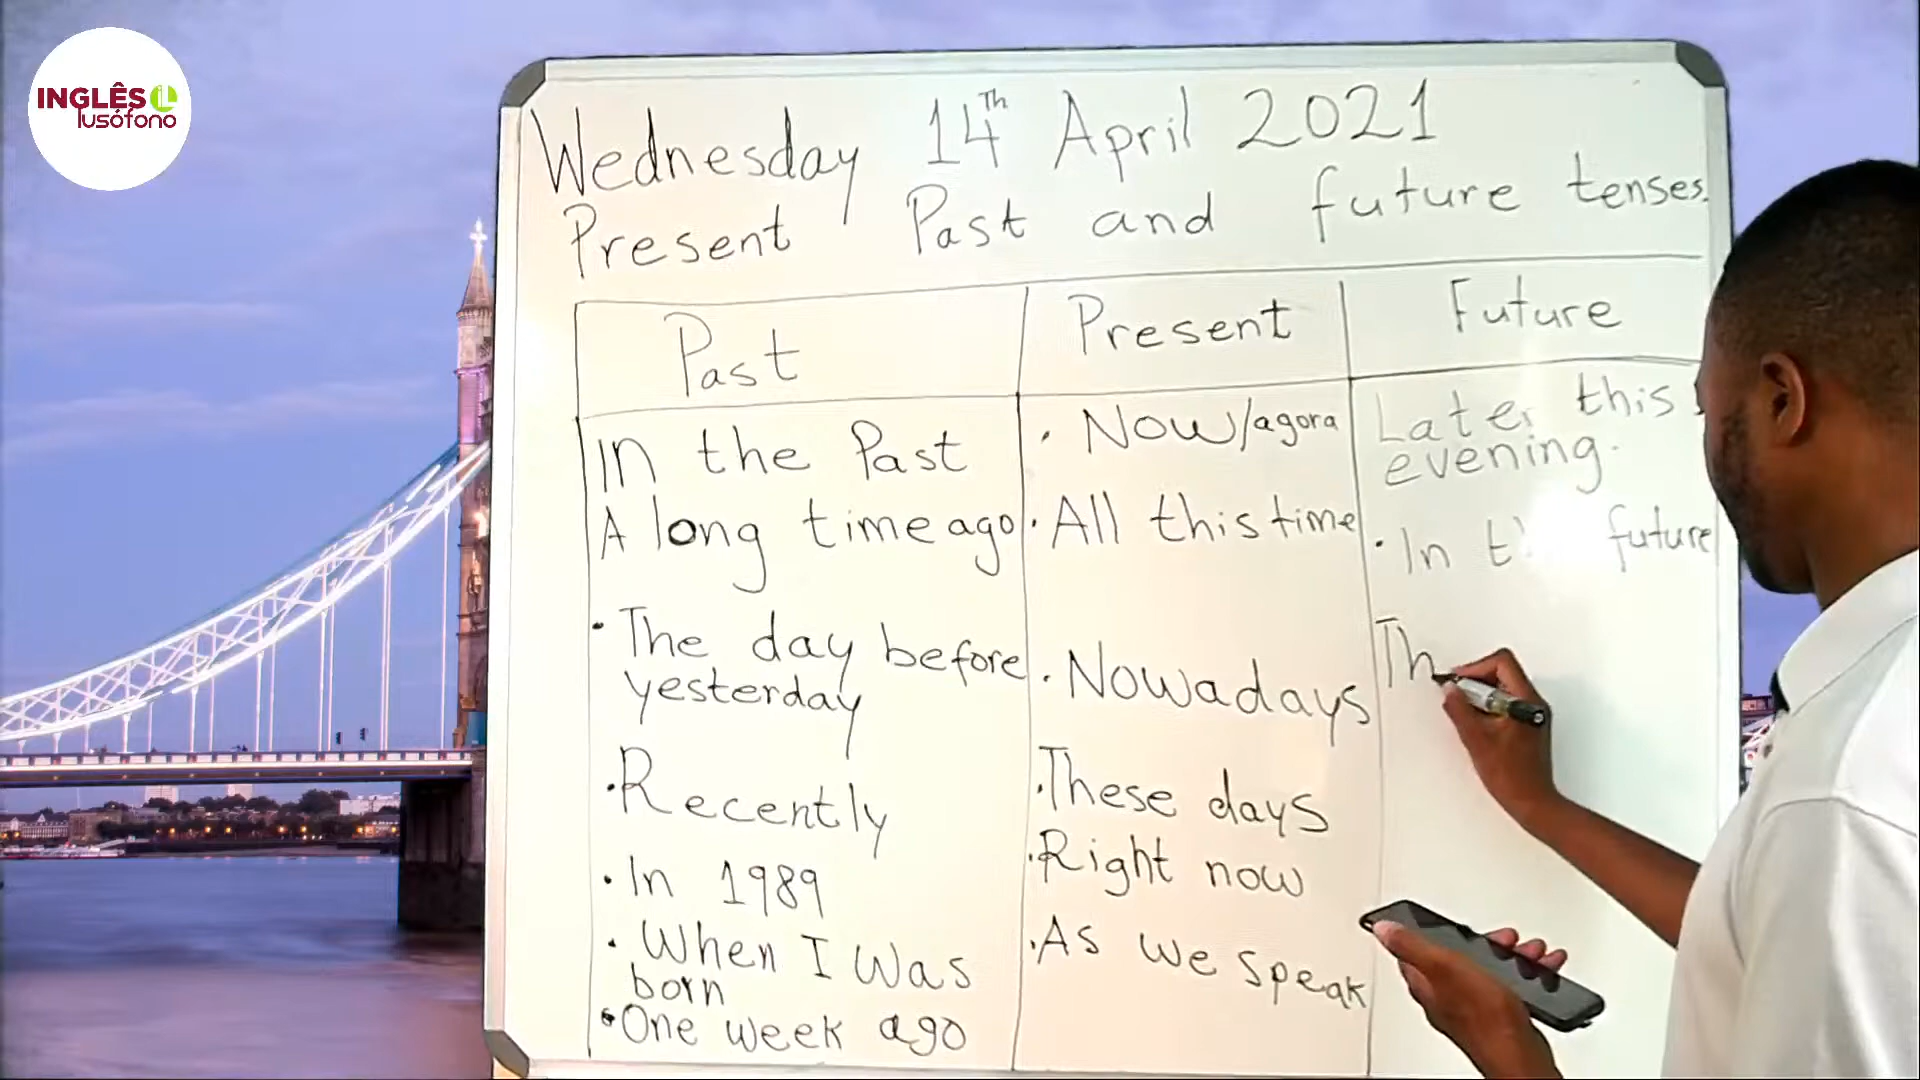 INGLÊS
lusófono
Wednesday 14Th April 2021
Present Past and future tenses.
Past
In the Past
A long time ago
• The day before
yesterday
• Recently
• In 1989
• When I was
born
• One week ago
Present
• Now/agora
• All this time
• Nowadays
• These days
• Right now
• As we speak
Future
Later this
evening.
• In future
Th